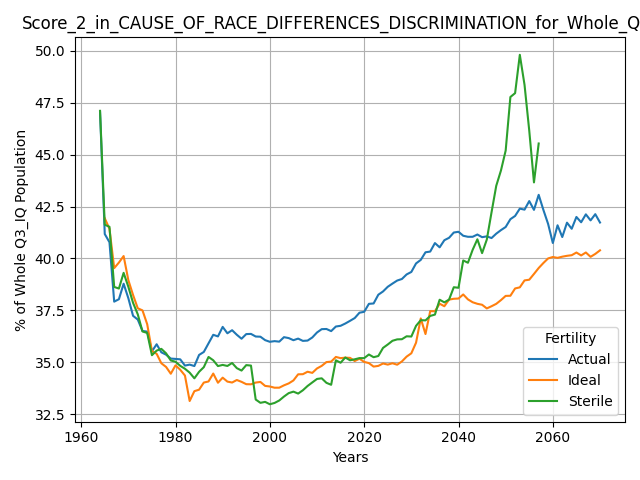 Score_2_in_CAUSE_OF_RACE_DIFFERENCES_DISCRIMINATION_for_Whole_Q
50.0
47.5
45.0
42.5
40.0
37.5
35.0
32.5
% of Whole Q3_IQ Population
1960
1980
2000
2020
2040
2060
Years
Fertility
Actual
Ideal
Sterile